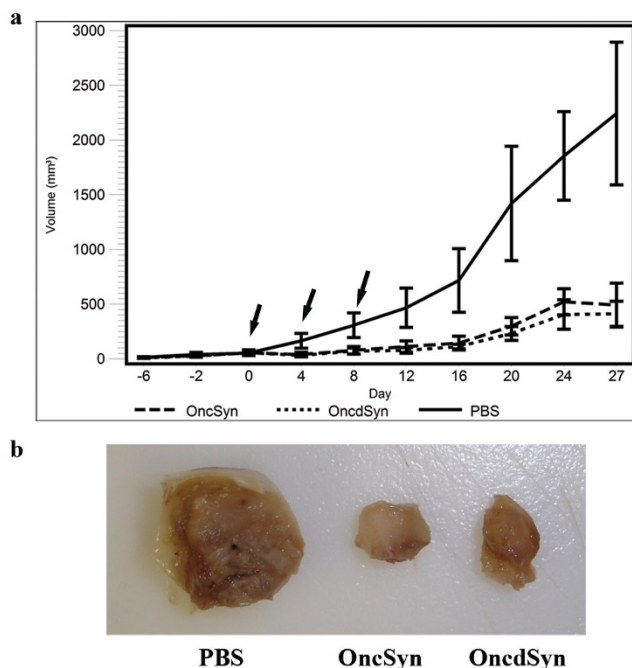 a
3000
2500
2000
1500
1000
500
0
Volume (mm³)
-6 -2 0 4 8 12 16 20 24 27
Day
OncSyn OncdSyn PBS
b
PBS OncSyn OncdSyn